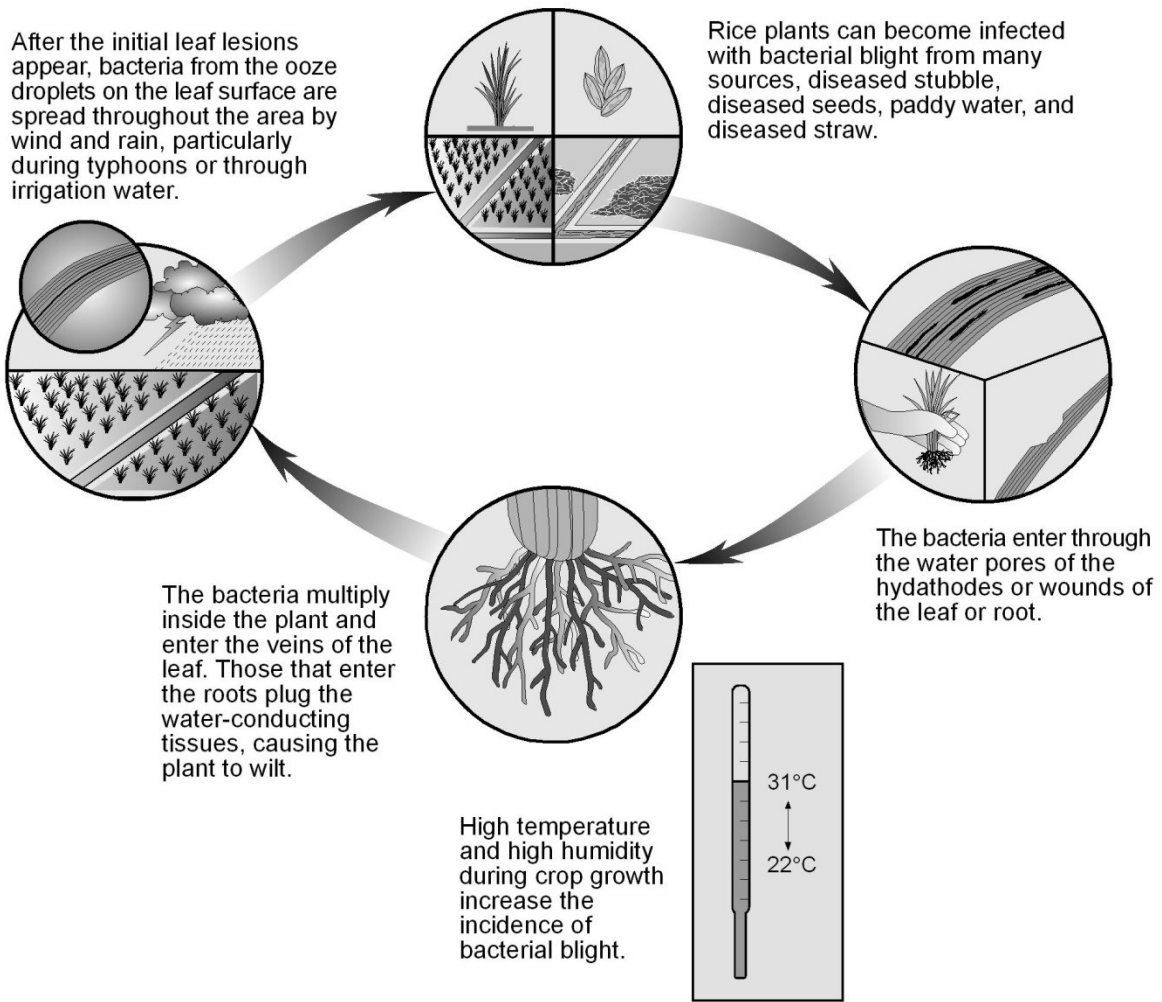 After the initial leaf lesions
appear, bacteria from the ooze
droplets on the leaf surface are
spread throughout the area by
wind and rain, particularly
during typhoons or through
irrigation water.
Rice plants can become infected
with bacterial blight from many
sources, diseased stubble,
diseased seeds, paddy water, and
diseased straw.
The bacteria enter through
the water pores of the
hydathodes or wounds of
the leaf or root.
The bacteria multiply
inside the plant and
enter the veins of the
leaf. Those that enter
the roots plug the
water-conducting
tissues, causing the
plant to wilt.
High temperature
and high humidity
during crop growth
increase the
incidence of
bacterial blight.
31°C
22°C